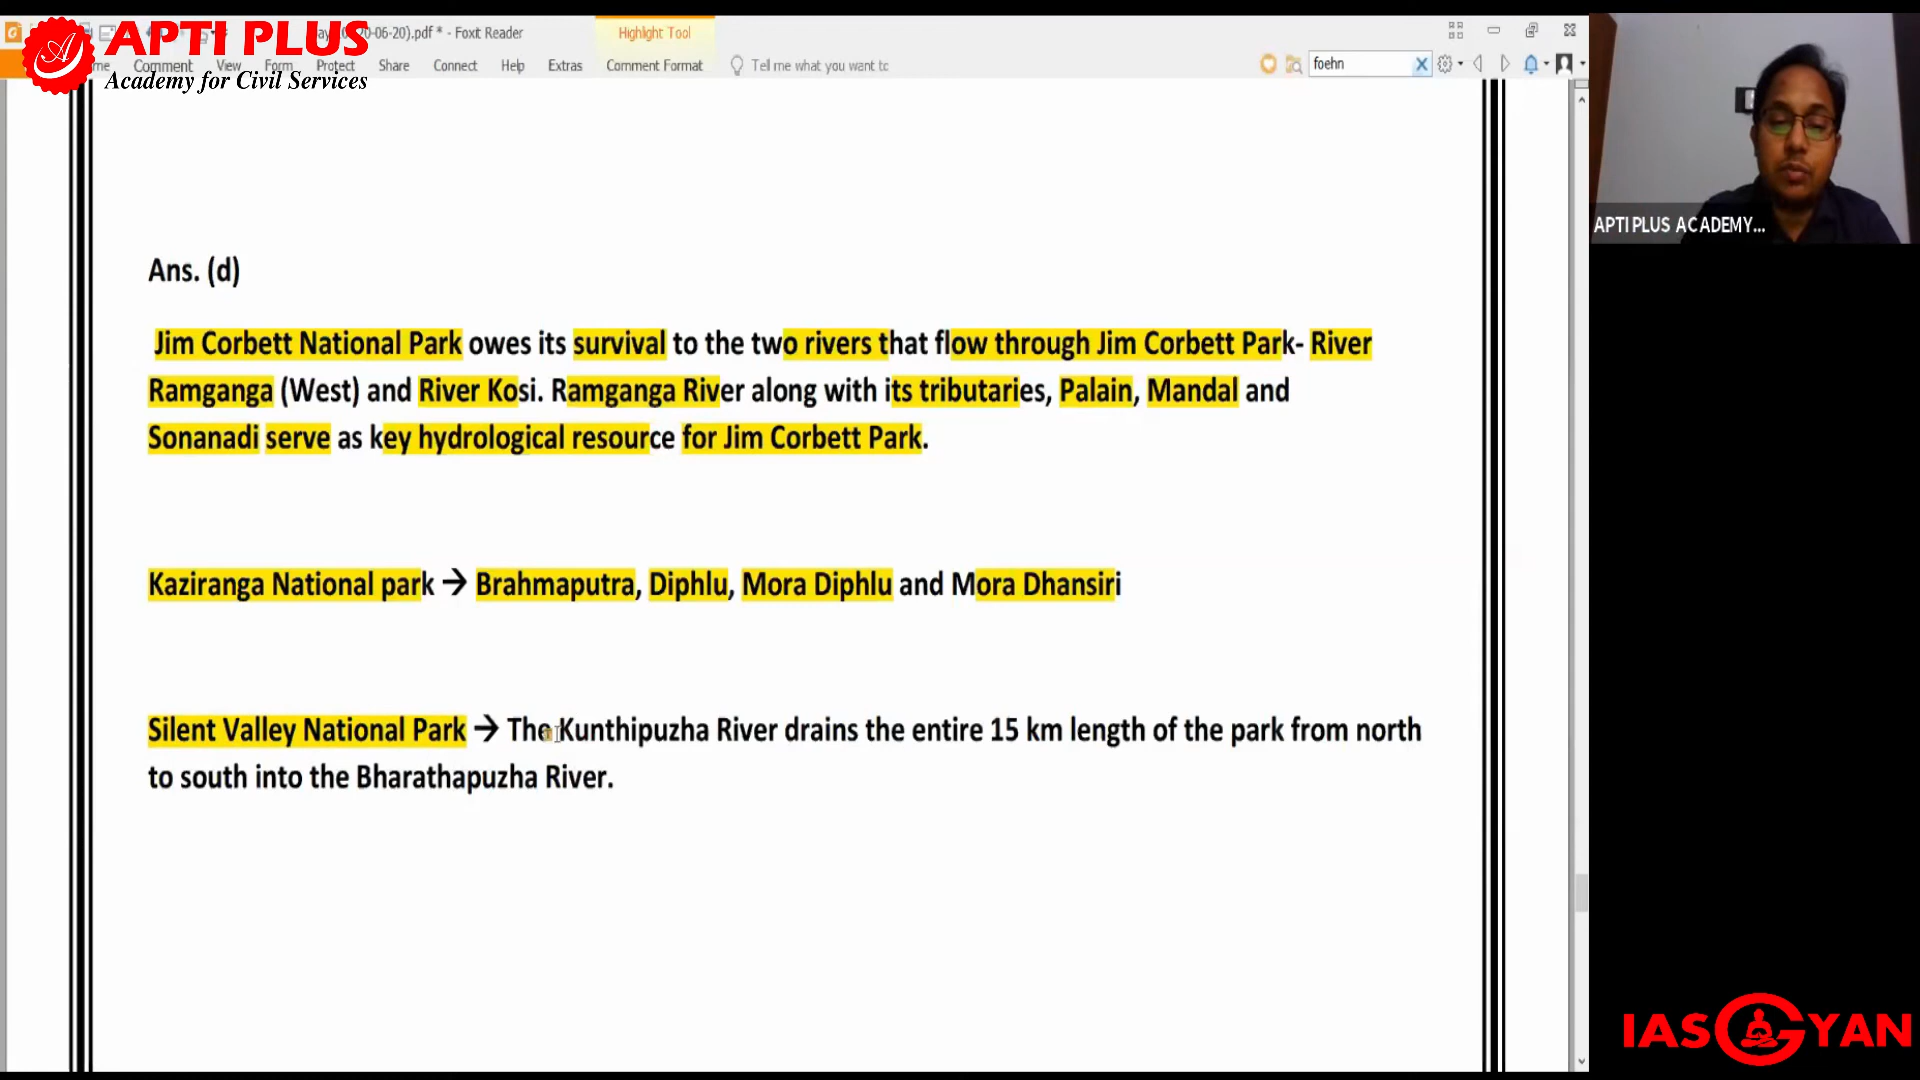 APTI PLUS
Academy for Civil Services
20-06-20).pdf * - Foxit Reader
Highlight Tool
Comment View Form Protect Share Connect Help Extras Comment Format Tell me what you want tc
foehn
APTI PLUS ACADEMY...
Ans. (d)
Jim Corbett National Park owes its survival to the two rivers that flow through Jim Corbett Park- River
Ramganga (West) and River Kosi. Ramganga River along with its tributaries, Palain, Mandal and
Sonanadi serve as key hydrological resource for Jim Corbett Park.
Kaziranga National park → Brahmaputra, Diphlu, Mora Diphlu and Mora Dhansiri
Silent Valley National Park → The Kunthipuzha River drains the entire 15 km length of the park from north
to south into the Bharathapuzha River.
IAS GYAN